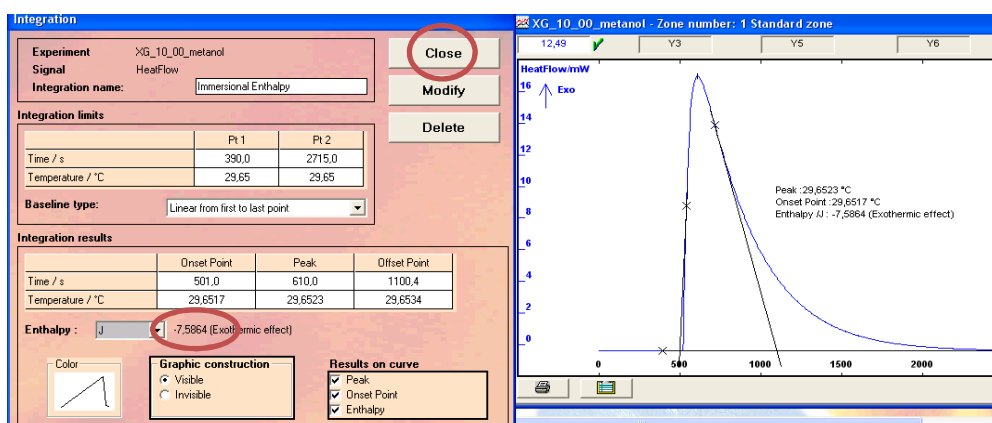 Integration
Experiment XG_10_00_metanol
Signal HeatFlow
Integration name: Immersional Enthalpy
Close
Modify
Delete
Integration limits
Pt 1 Pt 2
Time / s 390,0 2715,0
Temperature / °C 29,65 29,65
Baseline type: Linear from first to last point
Integration results
Onset Point Peak Offset Point
Time / s 501,0 610,0 1100,4
Temperature / °C 29,6517 29,6523 29,6534
Enthalpy : J -7,5864 (Exothermic effect)
Color
Graphic construction
Visible
Invisible
Results on curve
Peak
Onset Point
Enthalpy
XG_10_00_metanol - Zone number: 1 Standard zone
12,49 Y3 Y5 Y6
HeatFlow/mW
Exo
16
14
12
10
8
6
4
2
0
Peak :29,6523 °C
Onset Point :29,6517 °C
Enthalpy /J : -7,5864 (Exothermic effect)
0 500 1000 1500 2000